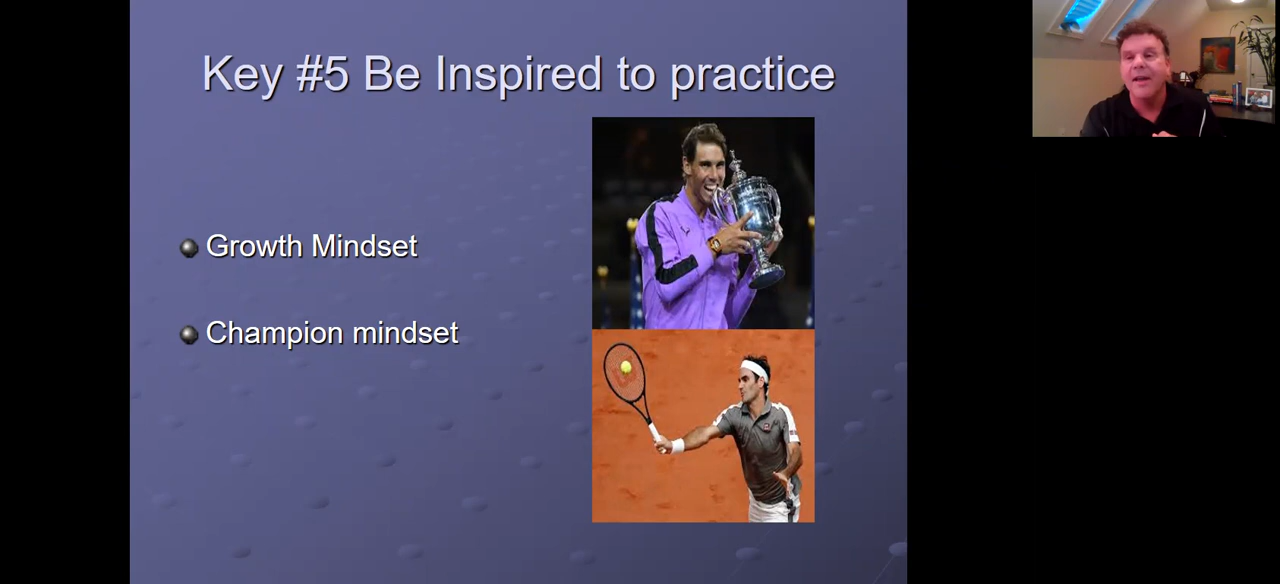 Key #5 Be Inspired to practice
Growth Mindset
Champion mindset